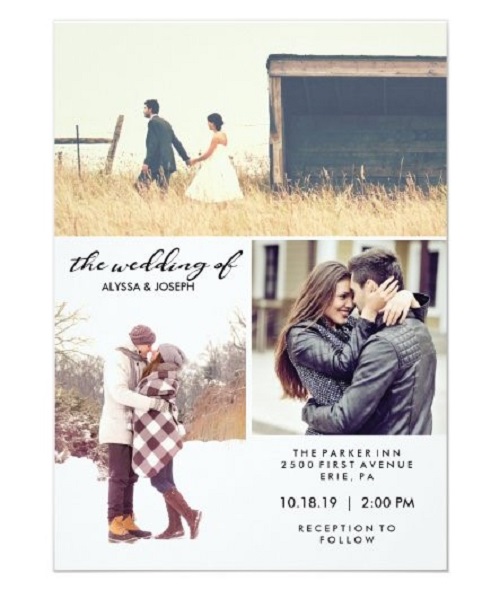 the wedding of
ALYSSA & JOSEPH
THE PARKER INN
2500 FIRST AVENUE
ERIE, PA
10.18.19 | 2:00 PM
RECEPTION TO
FOLLOW